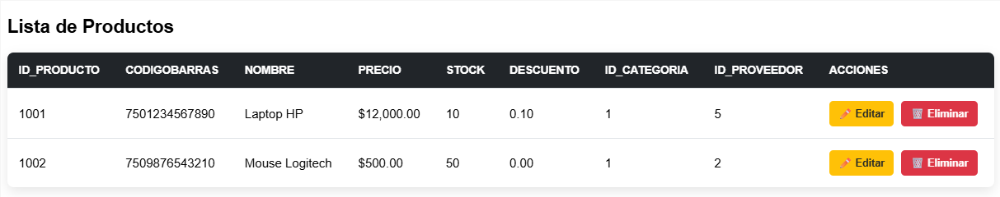 Lista de Productos
ID_PRODUCTO CODIGOBARRAS NOMBRE PRECIO STOCK DESCUENTO ID_CATEGORIA ID_PROVEEDOR ACCIONES
1001 7501234567890 Laptop HP $12,000.00 10 0.10 1 5 Editar Eliminar
1002 7509876543210 Mouse Logitech $500.00 50 0.00 1 2 Editar Eliminar